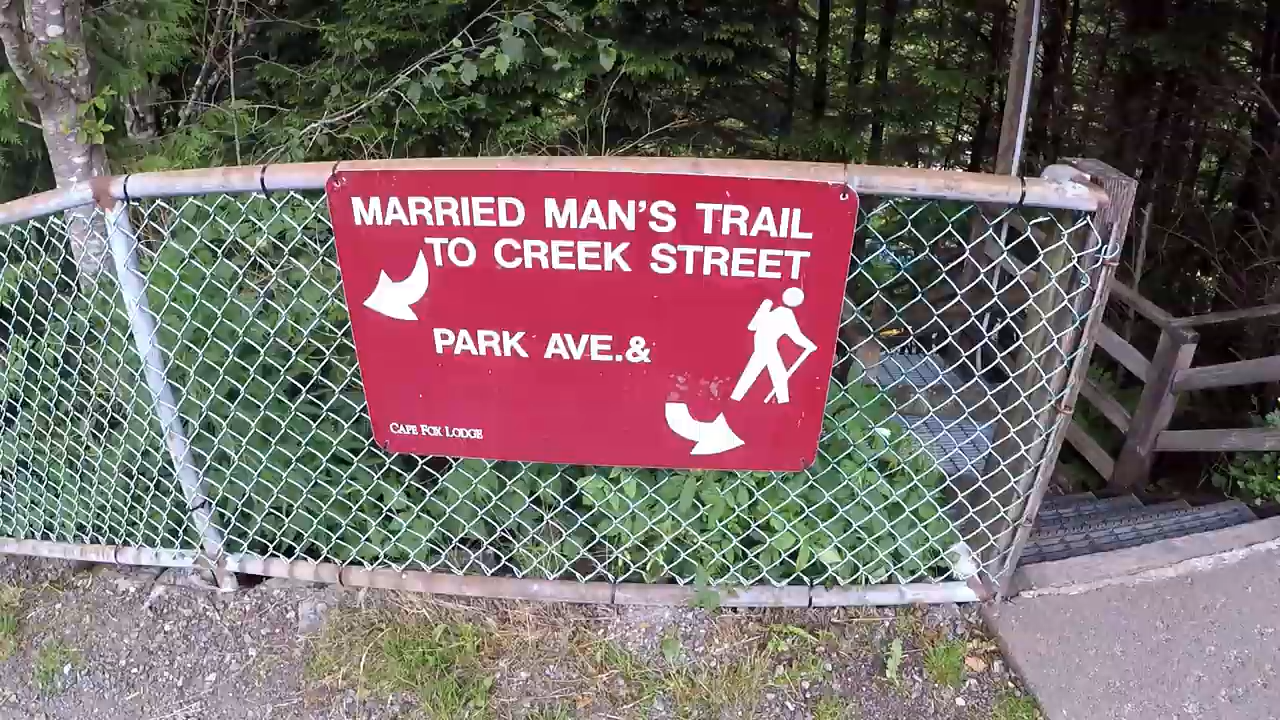 MARRIED MAN'S TRAIL
TO CREEK STREET
PARK AVE.&
CAPE FOX LODGE